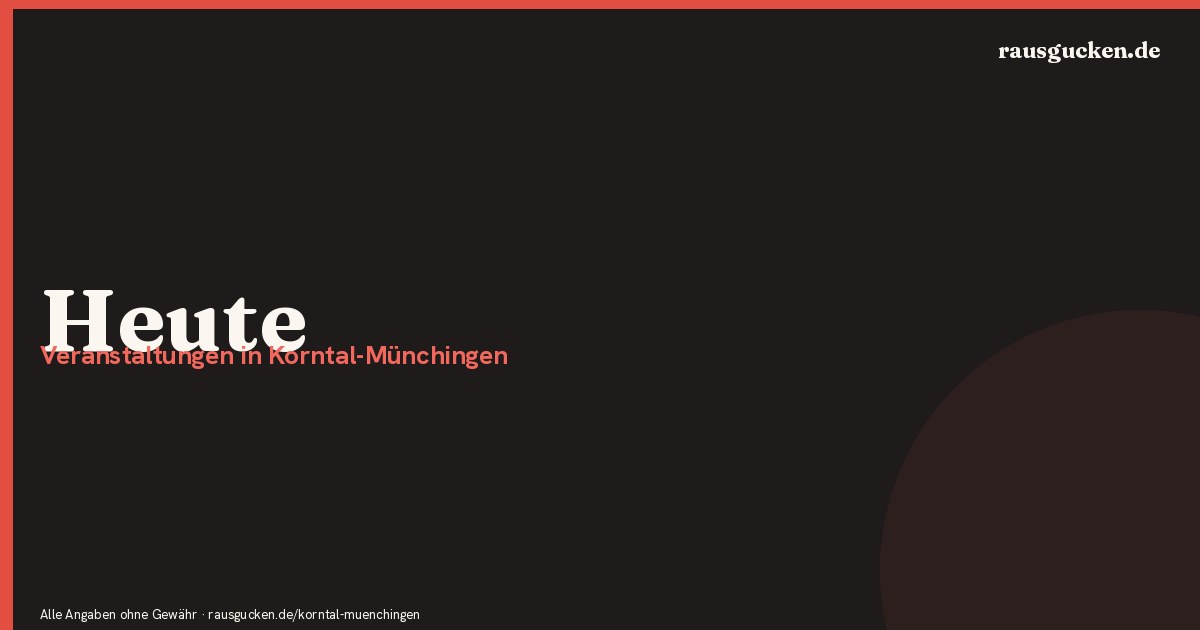 rausgucken.de
Heute
Veranstaltungen in Korntal-Münchingen
Alle Angaben ohne Gewähr · rausgucken.de/korntal-muenchingen